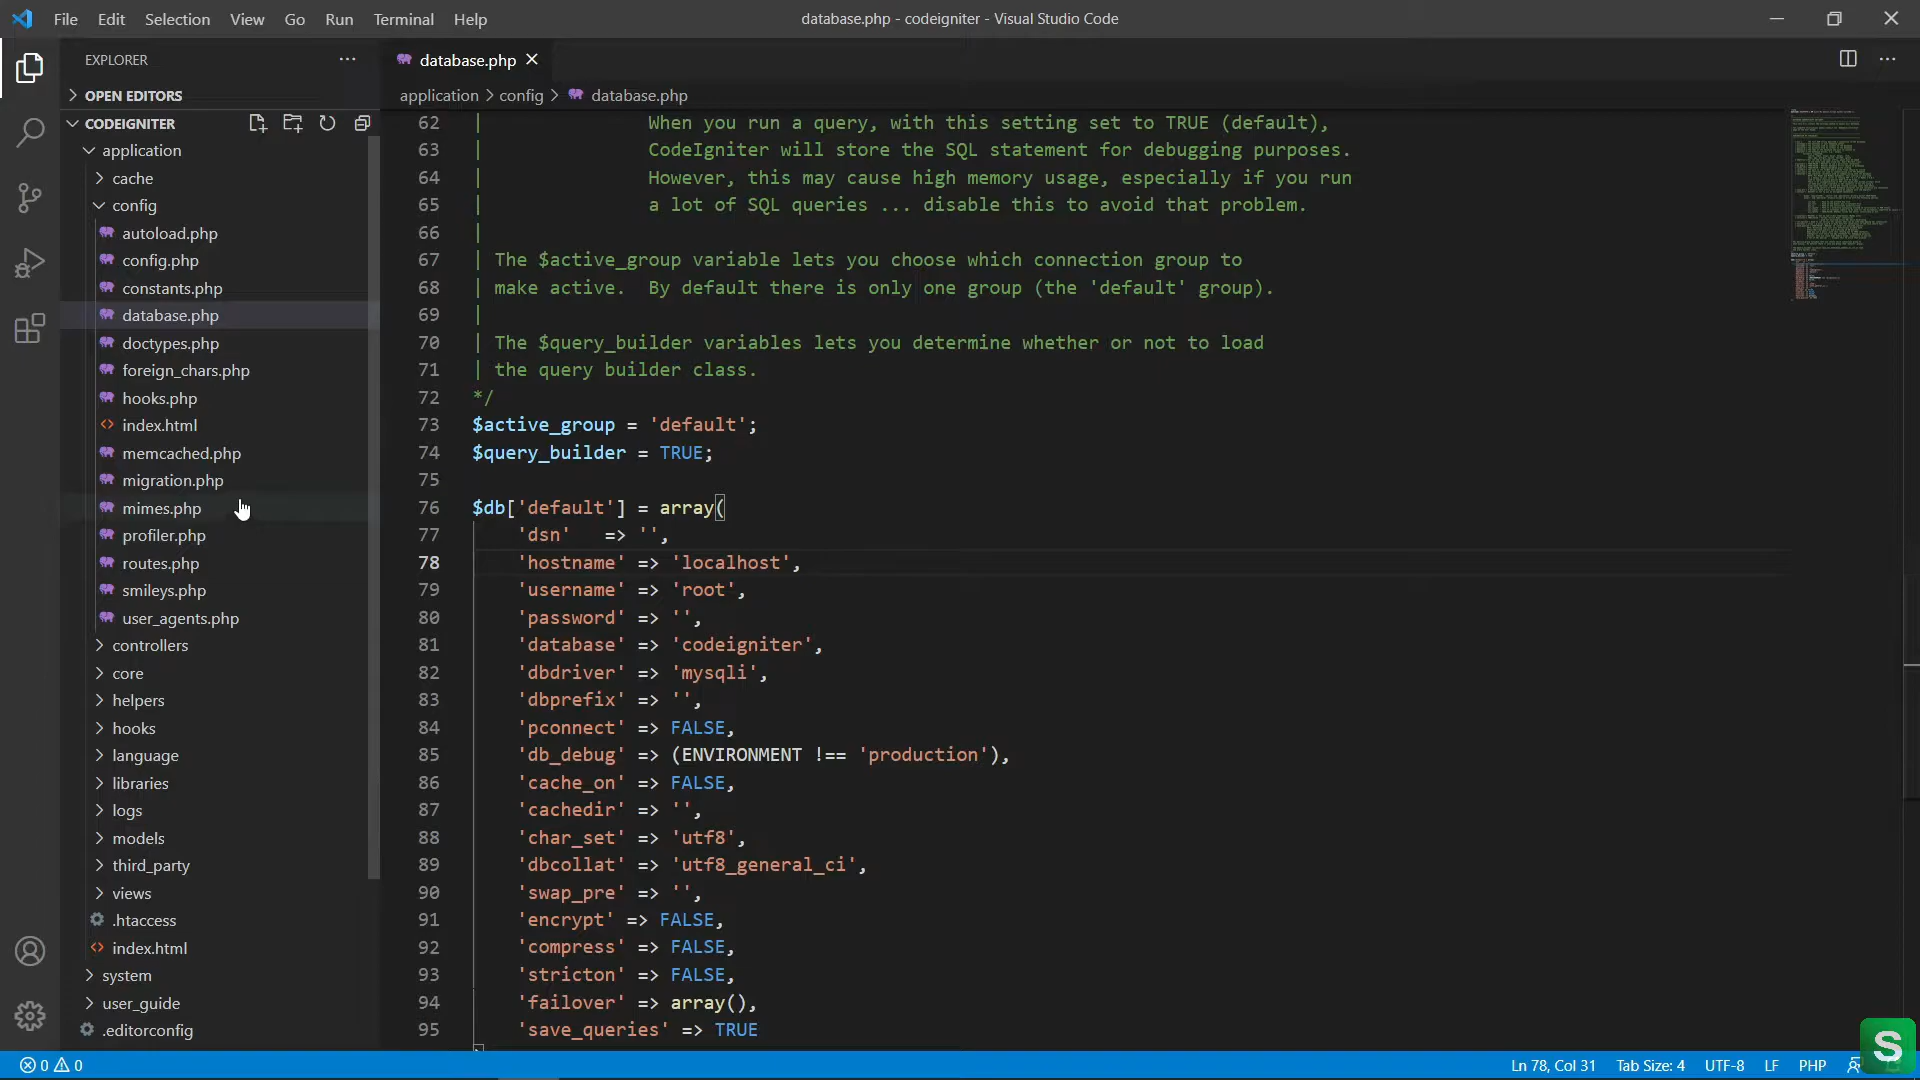 File Edit Selection View Go Run Terminal Help
database.php - codeigniter - Visual Studio Code
EXPLORER
OPEN EDITORS
CODEIGNITER
application
cache
config
autoload.php
config.php
constants.php
database.php
doctypes.php
foreign_chars.php
hooks.php
index.html
memcached.php
migration.php
mimes.php
profiler.php
routes.php
smileys.php
user_agents.php
controllers
core
helpers
hooks
language
libraries
logs
models
third_party
views
.htaccess
index.html
system
user_guide
.editorconfig
database.php
application > config > database.php
62 | When you run a query, with this setting set to TRUE (default),
63 | CodeIgniter will store the SQL statement for debugging purposes.
64 | However, this may cause high memory usage, especially if you run
65 | a lot of SQL queries ... disable this to avoid that problem.
66 |
67 | The $active_group variable lets you choose which connection group to
68 | make active.  By default there is only one group (the 'default' group).
69 |
70 | The $query_builder variables lets you determine whether or not to load
71 | the query builder class.
72 */
73 $active_group = 'default';
74 $query_builder = TRUE;
75
76 $db['default'] = array(
77 'dsn'   => '',
78 'hostname' => 'localhost',
79 'username' => 'root',
80 'password' => '',
81 'database' => 'codeigniter',
82 'dbdriver' => 'mysqli',
83 'dbprefix' => '',
84 'pconnect' => FALSE,
85 'db_debug' => (ENVIRONMENT !== 'production'),
86 'cache_on' => FALSE,
87 'cachedir' => '',
88 'char_set' => 'utf8',
89 'dbcollat' => 'utf8_general_ci',
90 'swap_pre' => '',
91 'encrypt' => FALSE,
92 'compress' => FALSE,
93 'stricton' => FALSE,
94 'failover' => array(),
95 'save_queries' => TRUE
0 0
Ln 78, Col 31 Tab Size: 4 UTF-8 LF PHP
S